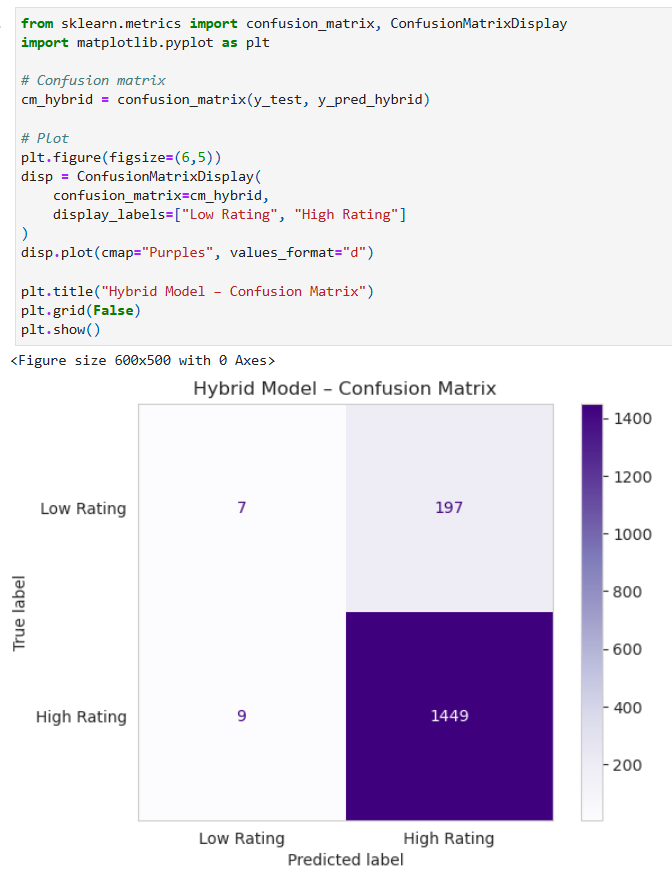 from sklearn.metrics import confusion_matrix, ConfusionMatrixDisplay
import matplotlib.pyplot as plt
# Confusion matrix
cm_hybrid = confusion_matrix(y_test, y_pred_hybrid)
# Plot
plt.figure(figsize=(6,5))
disp = ConfusionMatrixDisplay(
    confusion_matrix=cm_hybrid,
    display_labels=["Low Rating", "High Rating"]
)
disp.plot(cmap="Purples", values_format="d")
plt.title("Hybrid Model – Confusion Matrix")
plt.grid(False)
plt.show()
<Figure size 600x500 with 0 Axes>
Hybrid Model – Confusion Matrix
Low Rating
7
197
High Rating
9
1449
True label
Low Rating
High Rating
Predicted label
1400
1200
1000
800
600
400
200